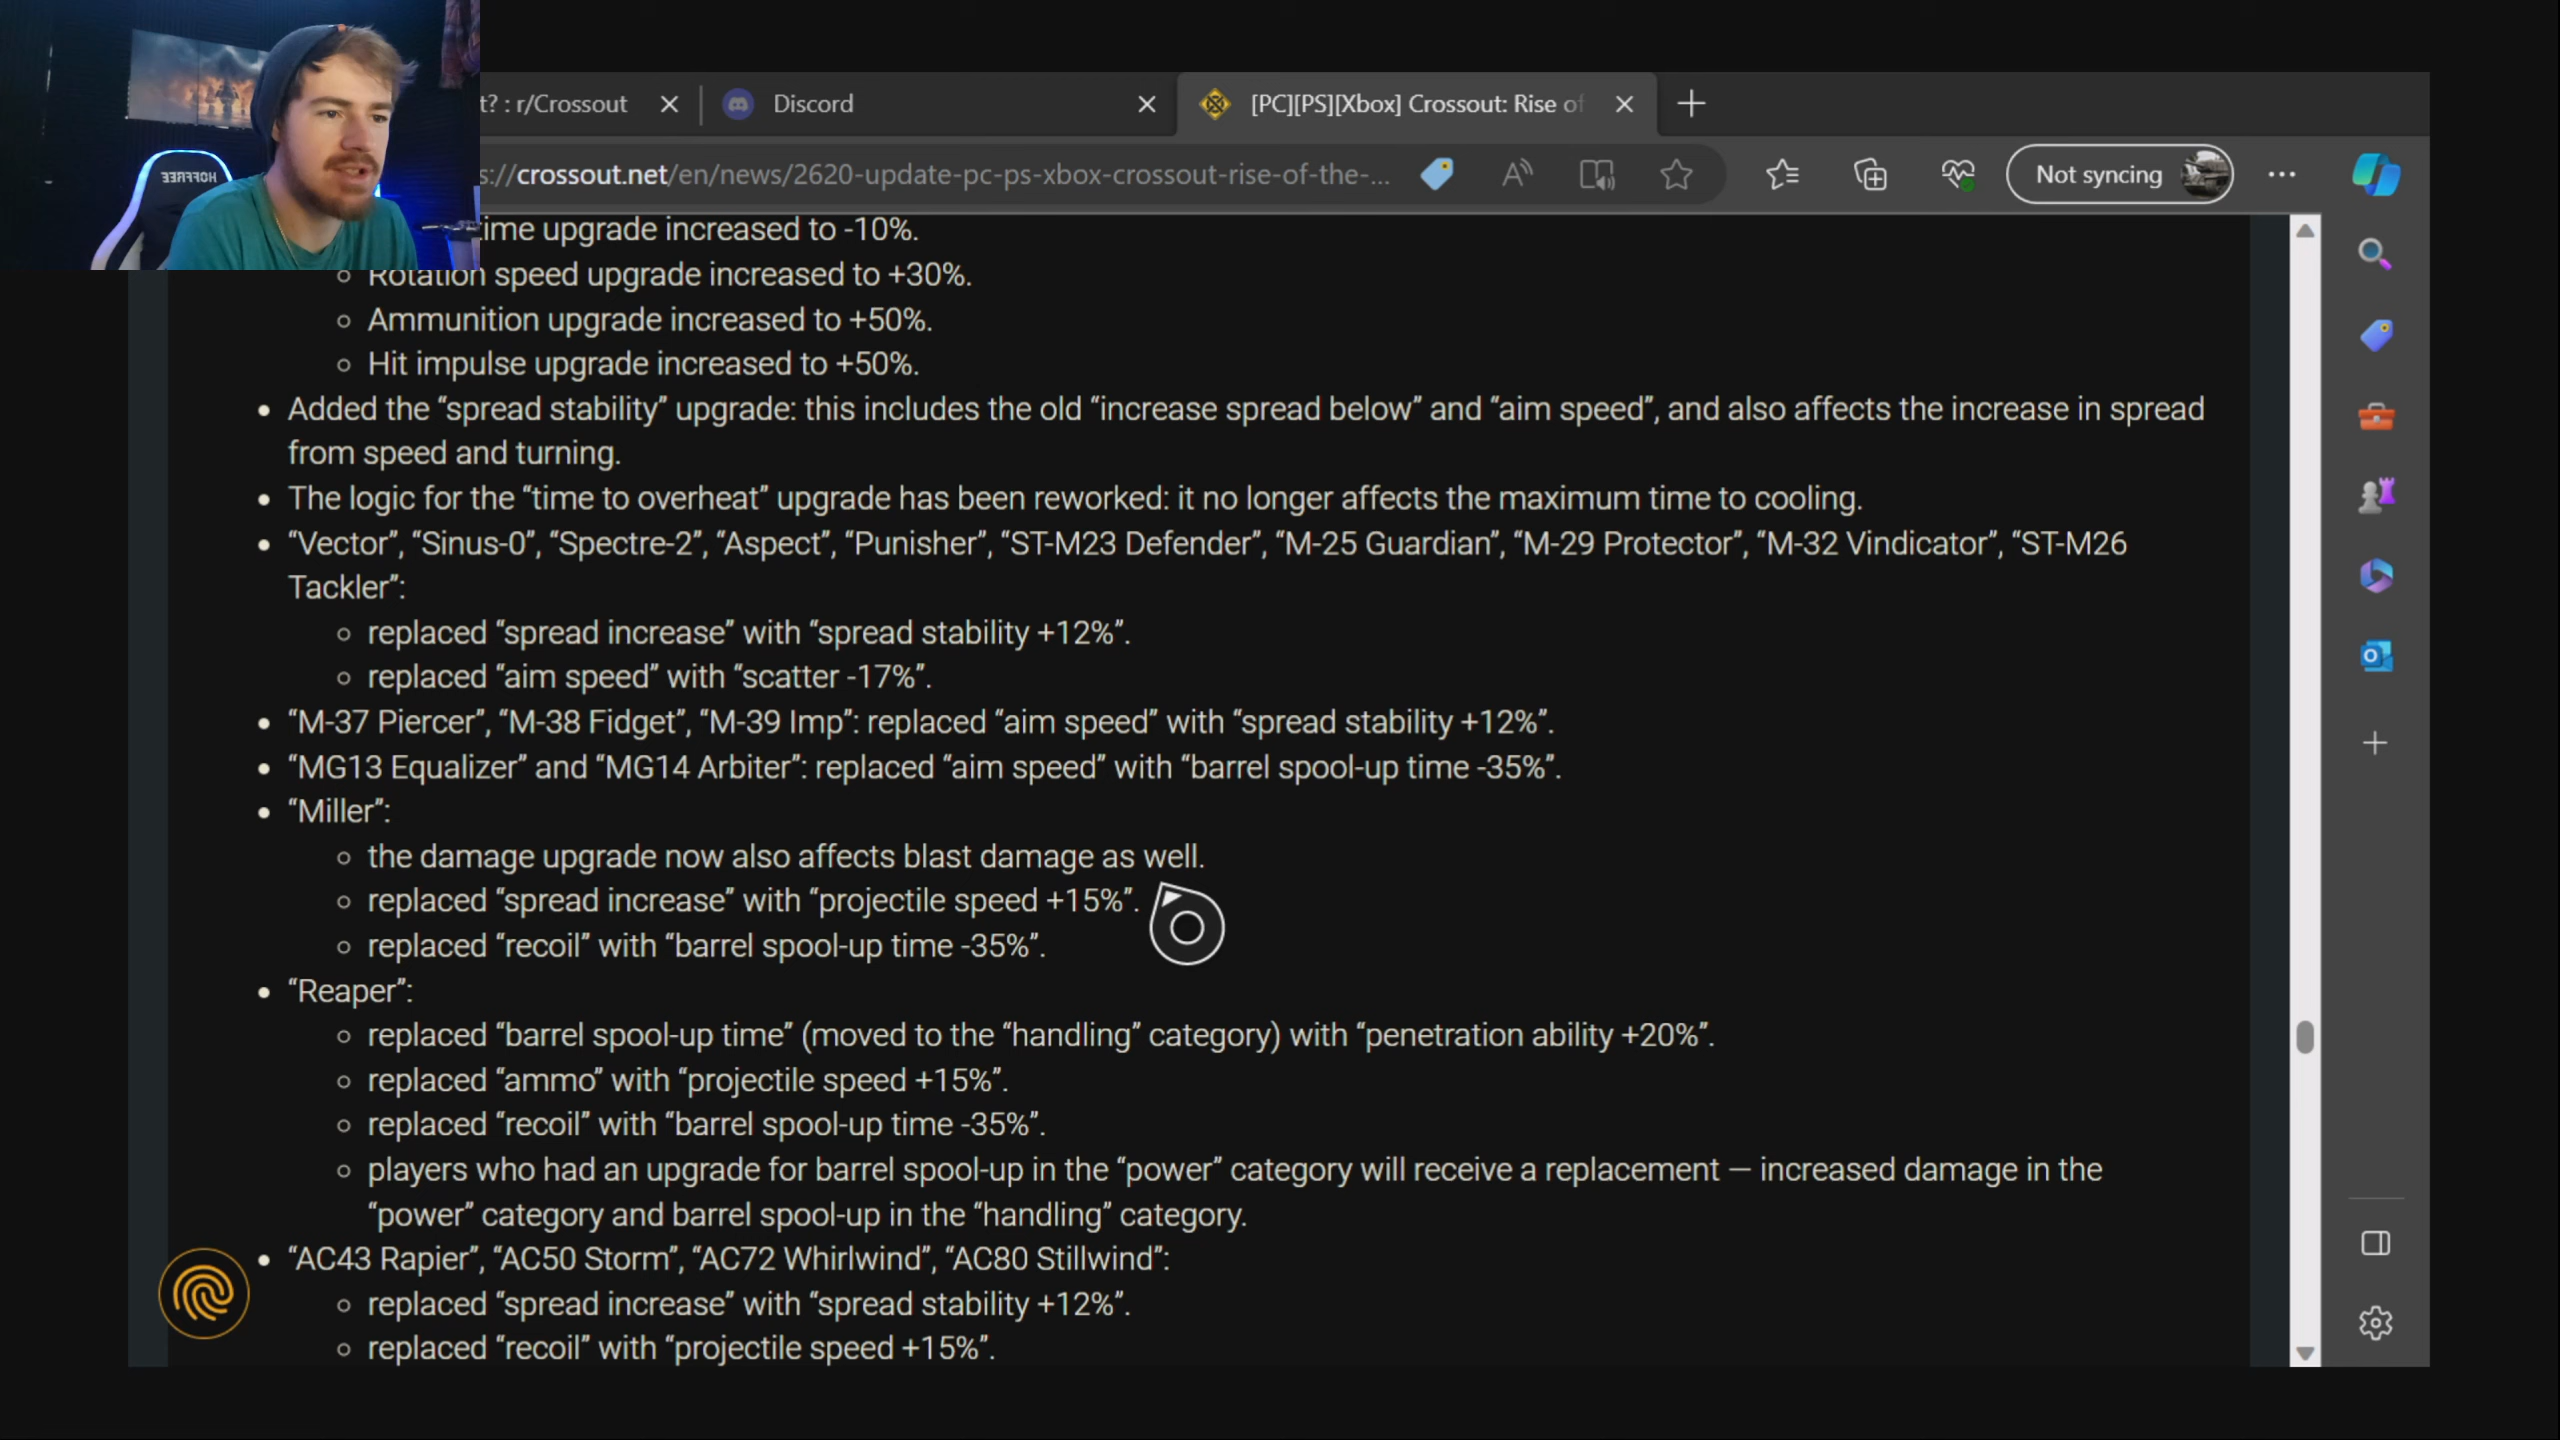 t? : r/Crossout
Discord
[PC][PS][Xbox] Crossout: Rise of
s://crossout.net/en/news/2620-update-pc-ps-xbox-crossout-rise-of-the-...
Not syncing
HOFFREE
time upgrade increased to -10%.
Rotation speed upgrade increased to +30%.
Ammunition upgrade increased to +50%.
Hit impulse upgrade increased to +50%.
Added the “spread stability” upgrade: this includes the old “increase spread below” and “aim speed”, and also affects the increase in spread
from speed and turning.
The logic for the “time to overheat” upgrade has been reworked: it no longer affects the maximum time to cooling.
“Vector”, “Sinus-0”, “Spectre-2”, “Aspect”, “Punisher”, “ST-M23 Defender”, “M-25 Guardian”, “M-29 Protector”, “M-32 Vindicator”, “ST-M26
Tackler”:
replaced “spread increase” with “spread stability +12%”.
replaced “aim speed” with “scatter -17%”.
“M-37 Piercer”, “M-38 Fidget”, “M-39 Imp”: replaced “aim speed” with “spread stability +12%”.
“MG13 Equalizer” and “MG14 Arbiter”: replaced “aim speed” with “barrel spool-up time -35%”.
“Miller”:
the damage upgrade now also affects blast damage as well.
replaced “spread increase” with “projectile speed +15%”.
replaced “recoil” with “barrel spool-up time -35%”.
“Reaper”:
replaced “barrel spool-up time” (moved to the “handling” category) with “penetration ability +20%”.
replaced “ammo” with “projectile speed +15%”.
replaced “recoil” with “barrel spool-up time -35%”.
players who had an upgrade for barrel spool-up in the “power” category will receive a replacement — increased damage in the
“power” category and barrel spool-up in the “handling” category.
“AC43 Rapier”, “AC50 Storm”, “AC72 Whirlwind”, “AC80 Stillwind”:
replaced “spread increase” with “spread stability +12%”.
replaced “recoil” with “projectile speed +15%”.